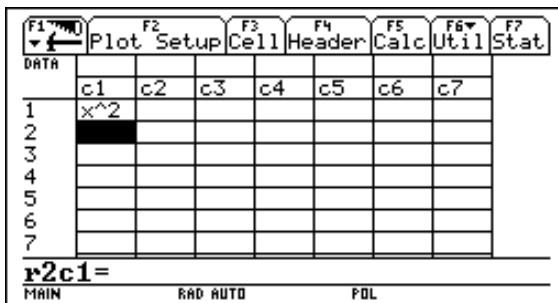 F1 F2 F3 F4 F5 F6 F7
Plot Setup Cell Header Calc Util Stat
DATA
c1 c2 c3 c4 c5 c6 c7
1 x^2
2
3
4
5
6
7
r2c1=
MAIN RAD AUTO POL